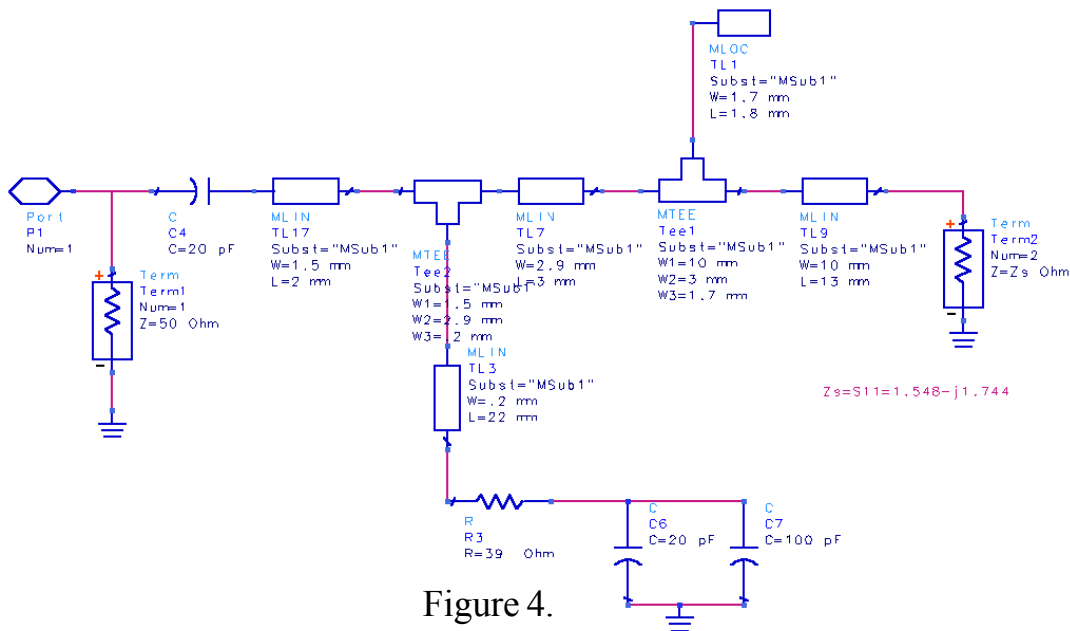 MLOC
TL1
Subst="MSub1"
W=1.7 mm
L=1.8 mm
Port
P1
Num=1
C
C4
C=20 pF
MLIN
TL17
Subst="MSub1"
W=1.5 mm
L=2 mm
MTEE
Tee2
Subst="MSub1"
W1=1.5 mm
W2=2.9 mm
W3=.2 mm
MLIN
TL7
Subst="MSub1"
W=2.9 mm
L=3 mm
MTEE
Tee1
Subst="MSub1"
W1=10 mm
W2=3 mm
W3=1.7 mm
MLIN
TL9
Subst="MSub1"
W=10 mm
L=13 mm
+
Term
Term2
Num=2
Z=Zs Ohm
-
+
Term
Term1
Num=1
Z=50 Ohm
-
MLIN
TL3
Subst="MSub1"
W=.2 mm
L=22 mm
Zs=S11=1.548-j1.744
R
R3
R=39 Ohm
C
C6
C=20 pF
C
C7
C=100 pF
Figure 4.